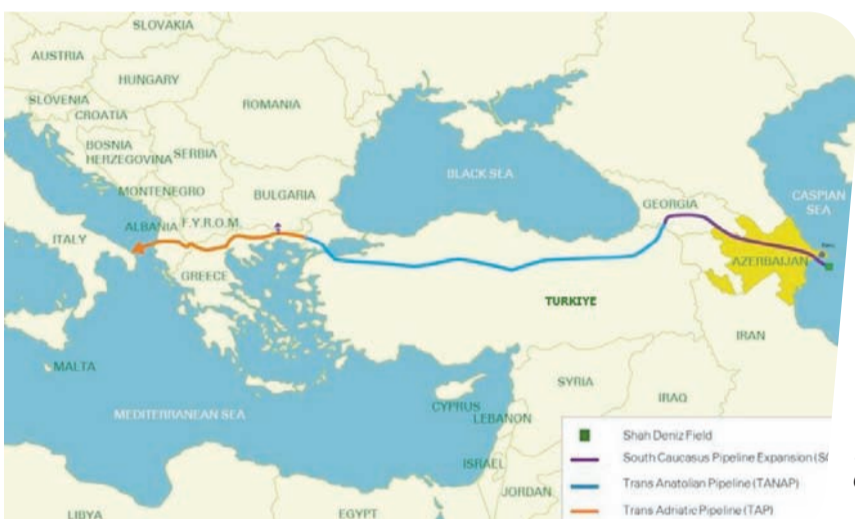 SLOVAKIA
AUSTRIA
HUNGARY
SLOVENIA
CROATIA
ROMANIA
BOSNIA
HERZEGOVINA
SERBIA
BLACK SEA
MONTENEGRO
BULGARIA
GEORGIA
CASPIAN
SEA
ALBANIA
F.Y.R.O.M.
ITALY
AZERBAIJAN
GREECE
TURKIYE
IRAN
MALTA
SYRIA
IRAQ
CYPRUS
MEDITERRANEAN SEA
LEBANON
Shah Deniz Field
South Caucasus Pipeline Expansion (S
ISRAEL
Trans Anatolian Pipeline (TANAP)
JORDAN
Trans Adriatic Pipeline (TAP)
LIBYA
EGYPT